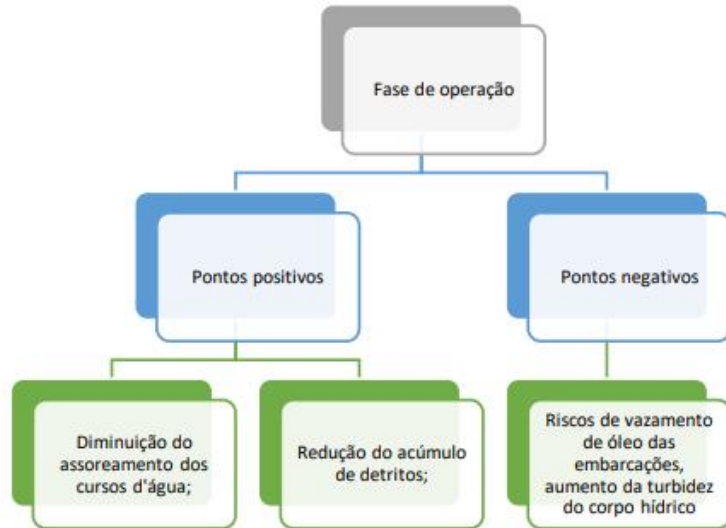 Fase de operação
Pontos positivos
Pontos negativos
Diminuição do
assoreamento dos
cursos d'água;
Redução do acúmulo
de detritos;
Riscos de vazamento
de óleo das
embarcações,
aumento da turbidez
do corpo hídrico